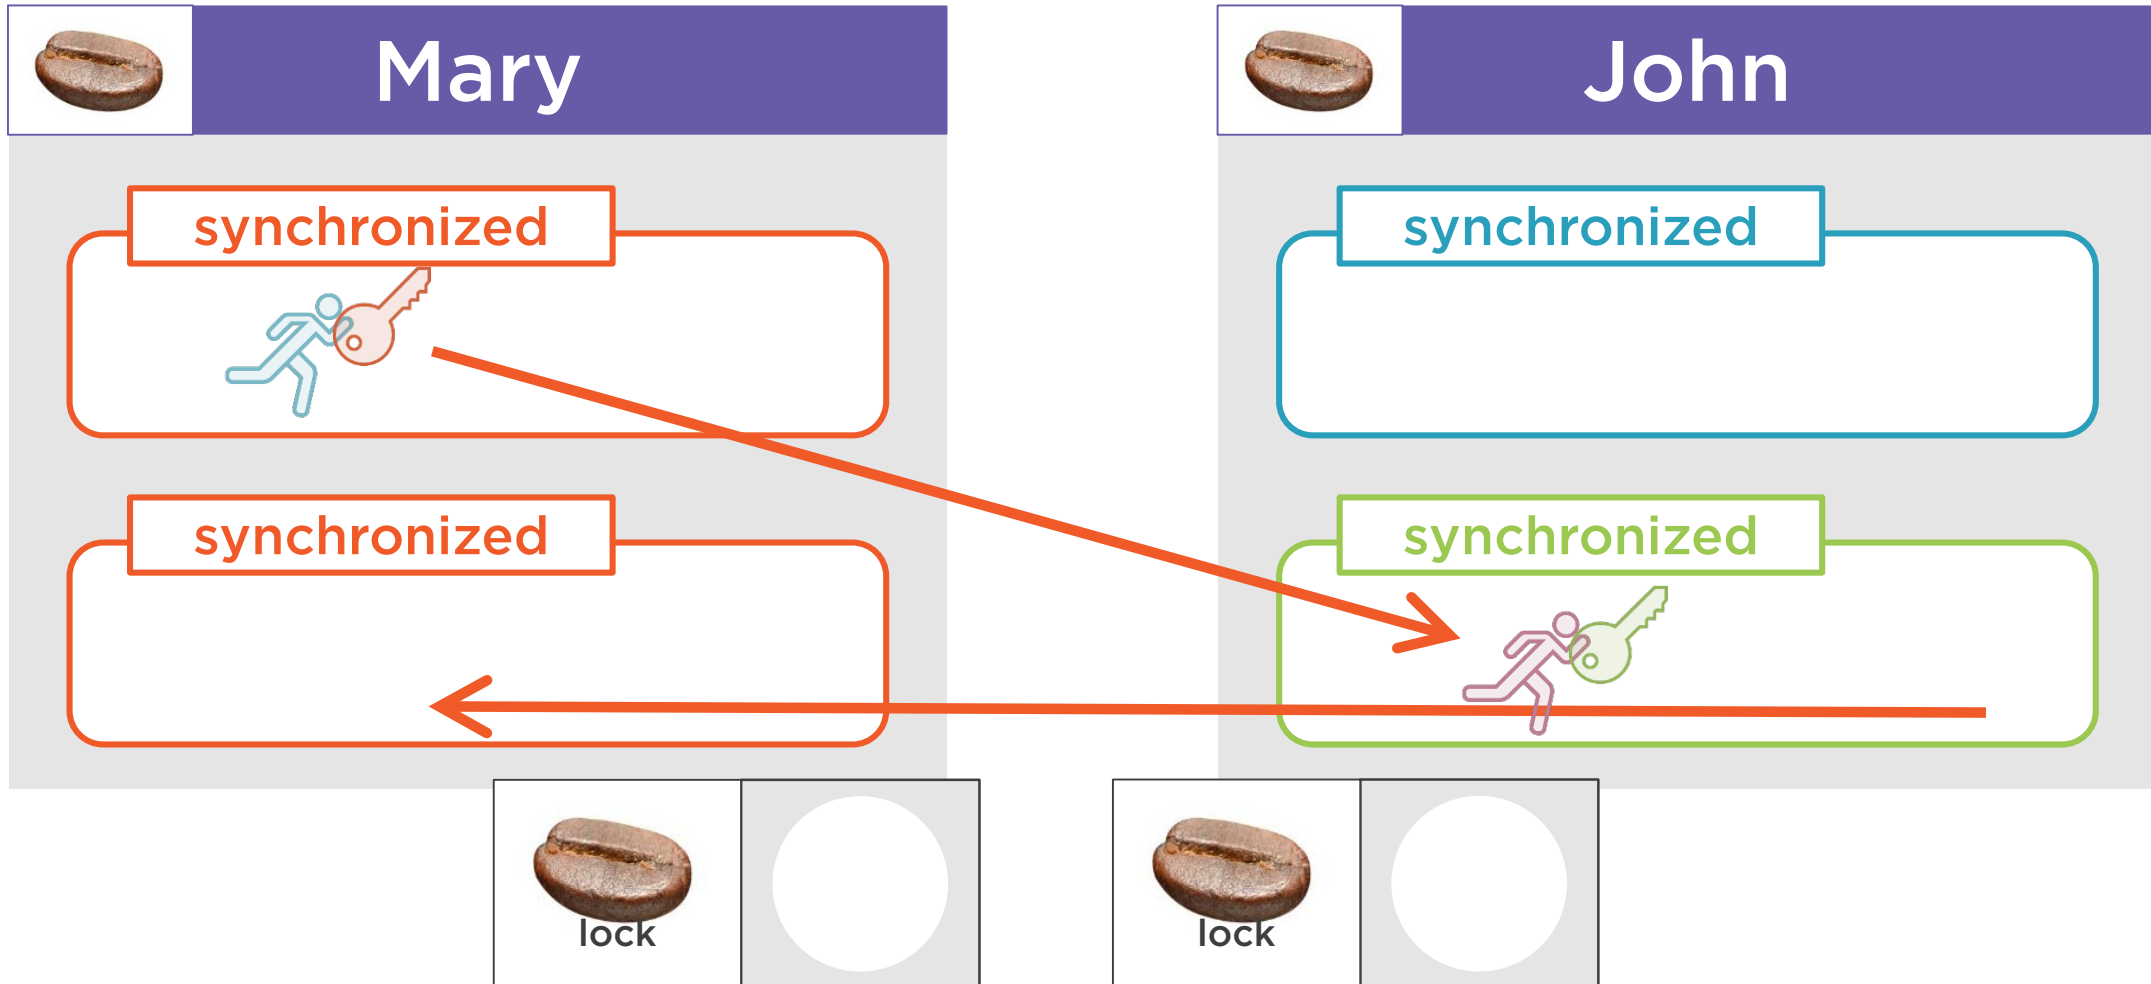 Mary
John
synchronized
synchronized
synchronized
synchronized
lock
lock